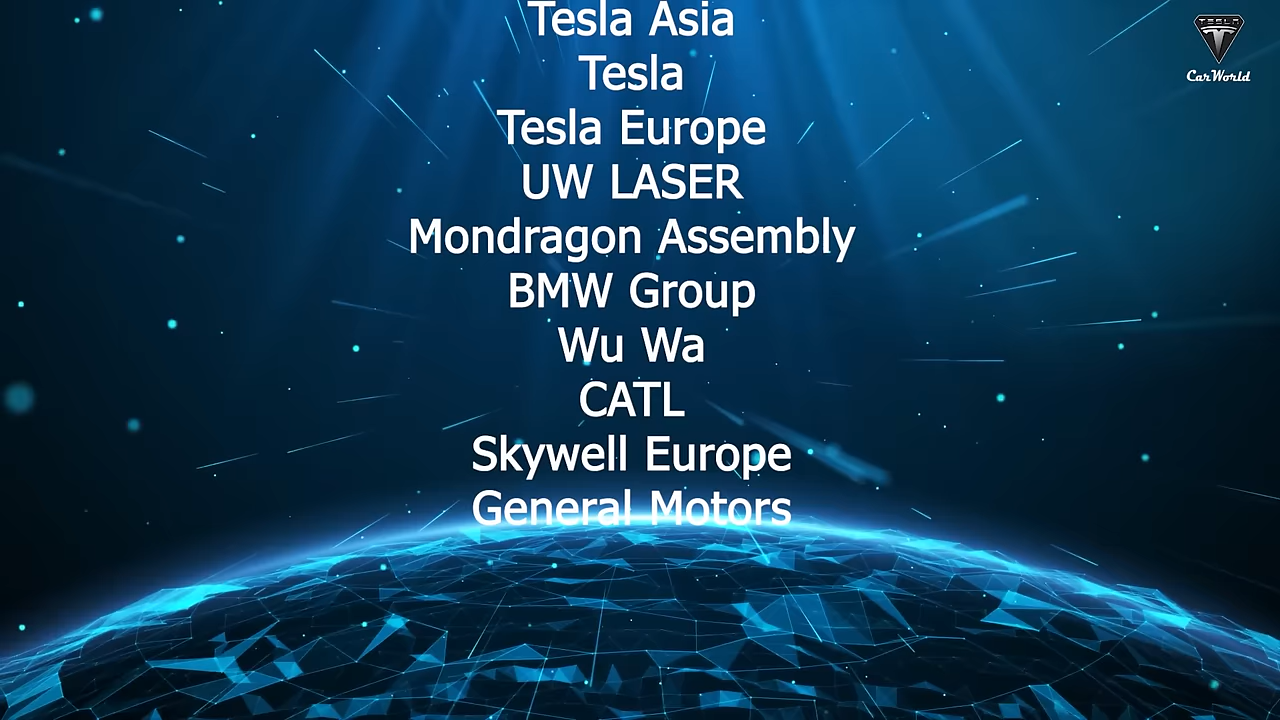 Tesla Asia
Tesla
Tesla Europe
UW LASER
Mondragon Assembly
BMW Group
Wu Wa
CATL
Skywell Europe
General Motors
TESLA
CarWorld